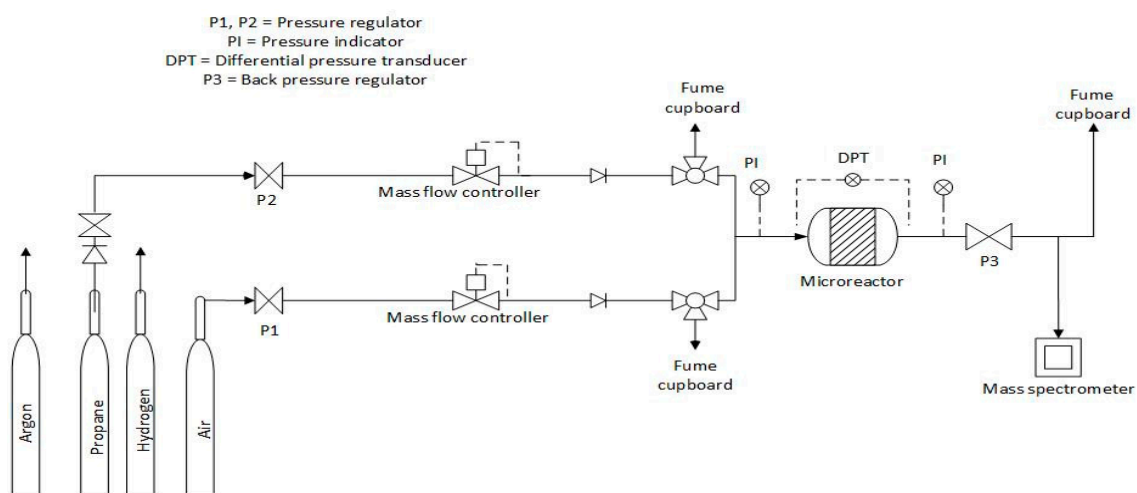 P1, P2 = Pressure regulator
PI = Pressure indicator
DPT = Differential pressure transducer
P3 = Back pressure regulator
Fume
cupboard
Fume
cupboard
PI
DPT
PI
P2
Mass flow controller
P3
Microreactor
P1
Mass flow controller
Fume
cupboard
Mass spectrometer
Argon
Propane
Hydrogen
Air